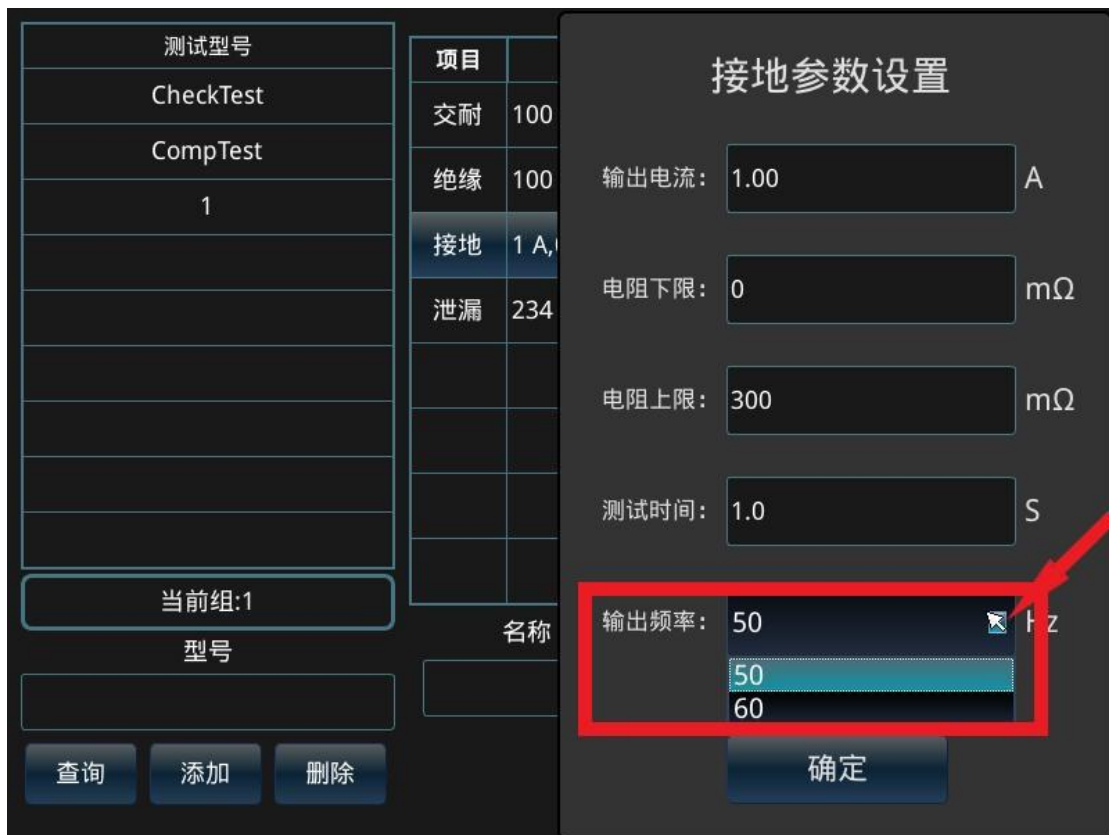 测试型号
CheckTest
CompTest
1
当前组:1
型号
查询 添加 删除
项目
交耐 100
绝缘 100
接地 1 A,
泄漏 234
名称
接地参数设置
输出电流: 1.00 A
电阻下限: 0 mΩ
电阻上限: 300 mΩ
测试时间: 1.0 S
输出频率: 50 Hz
50
60
确定